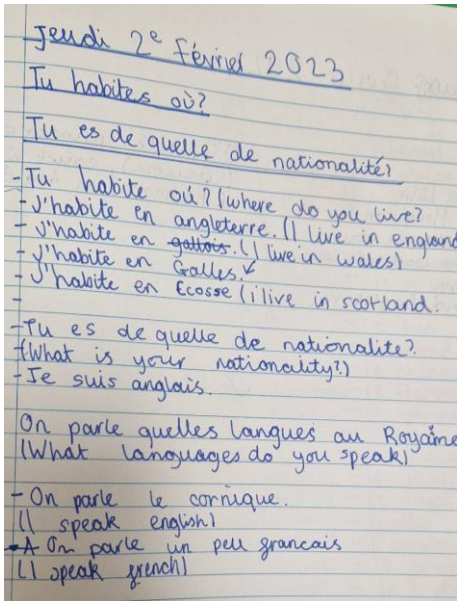 Jeudi 2e Février 2023
Tu habites où?
Tu es de quelle de nationalité?
- Tu habite où? (where do you live?
- J'habite en angleterre. (I live in england
- J'habite en gallois. (I live in wales)
- J'habite en Galles.
- J'habite en Ecosse (i live in scotland.
-
- Tu es de quelle de nationalite?
- (What is your nationality?)
- Je suis anglais.
On parle quelles langues au Royaime
(What languages do you speak)
- On parle le cornique.
(I speak english)
- A On parle un peu francais
(I speak french)